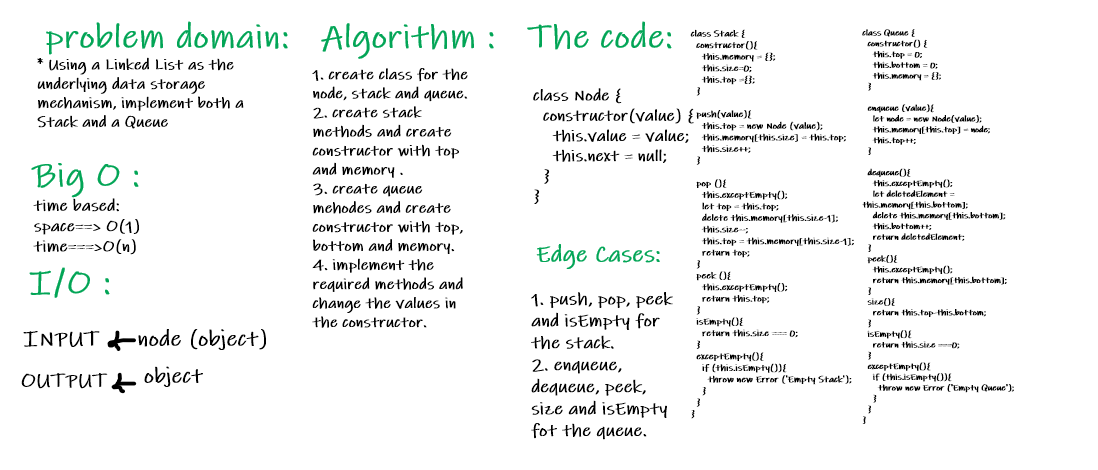 problem domain:
* Using a Linked List as the
underlying data storage
mechanism, implement both a
Stack and a Queue
Big O :
time based:
space==> O(1)
time===>O(n)
I/O :
INPUT node (object)
OUTPUT object
Algorithm :
1. create class for the
node, stack and queue.
2. create stack
methods and create
constructor with top
and memory .
3. create queue
mehodes and create
constructor with top,
bottom and memory.
4. implement the
required methods and
change the values in
the constructor.
The code:
class Node {
constructor(value) {
this.value = value;
this.next = null;
}
}
Edge Cases:
1. push, pop, peek
and isEmpty for
the stack.
2. enqueue,
dequeue, peek,
size and isEmpty
fot the queue.
class Stack {
constructor(){
this.memory = {};
this.size=0;
this.top ={};
}
push(value){
this.top = new Node (value);
this.memory[this.size] = this.top;
this.size++;
}
pop (){
this.exceptEmpty();
let top = this.top;
delete this.memory[this.size-1];
this.size--;
this.top = this.memory[this.size-1];
return top;
}
peek (){
this.exceptEmpty();
return this.top;
}
isEmpty(){
return this.size === 0;
}
exceptEmpty(){
if (this.isEmpty()){
throw new Error ('Empty Stack');
}
}
}
class Queue {
constructor() {
this.top = 0;
this.bottom = 0;
this.memory = {};
}
enqueue (value){
let node = new Node(value);
this.memory[this.top] = node;
this.top++;
}
dequeue(){
this.exceptEmpty();
let deletedElement =
this.memory[this.bottom];
delete this.memory[this.bottom];
this.bottom++;
return deletedElement;
}
peek(){
this.exceptEmpty();
return this.memory[this.bottom];
}
size(){
return this.top-this.bottom;
}
isEmpty(){
return this.size ===0;
}
exceptEmpty(){
if (this.isEmpty()){
throw new Error ('Empty Queue');
}
}
}